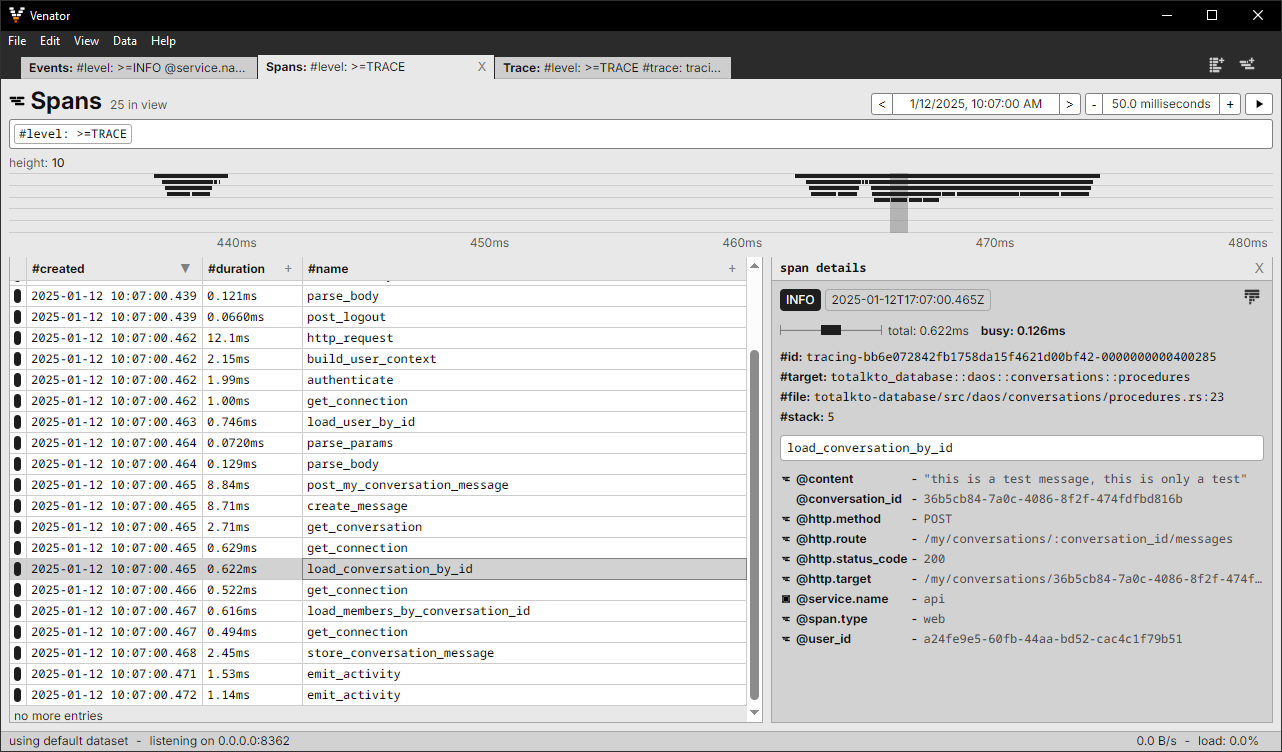 Venator
File Edit View Data Help
Events: #level: >=INFO @service.na...
Spans: #level: >=TRACE X
Trace: #level: >=TRACE #trace: traci...
Spans 25 in view
< 1/12/2025, 10:07:00 AM > - 50.0 milliseconds +
#level: >=TRACE
height: 10
440ms 450ms 460ms 470ms 480ms
#created #duration + #name +
2025-01-12 10:07:00.439 0.121ms parse_body
2025-01-12 10:07:00.439 0.0660ms post_logout
2025-01-12 10:07:00.462 12.1ms http_request
2025-01-12 10:07:00.462 2.15ms build_user_context
2025-01-12 10:07:00.462 1.99ms authenticate
2025-01-12 10:07:00.462 1.00ms get_connection
2025-01-12 10:07:00.463 0.746ms load_user_by_id
2025-01-12 10:07:00.464 0.0720ms parse_params
2025-01-12 10:07:00.464 0.129ms parse_body
2025-01-12 10:07:00.465 8.84ms post_my_conversation_message
2025-01-12 10:07:00.465 8.71ms create_message
2025-01-12 10:07:00.465 2.71ms get_conversation
2025-01-12 10:07:00.465 0.629ms get_connection
2025-01-12 10:07:00.465 0.622ms load_conversation_by_id
2025-01-12 10:07:00.466 0.522ms get_connection
2025-01-12 10:07:00.467 0.616ms load_members_by_conversation_id
2025-01-12 10:07:00.467 0.494ms get_connection
2025-01-12 10:07:00.468 2.45ms store_conversation_message
2025-01-12 10:07:00.471 1.53ms emit_activity
2025-01-12 10:07:00.472 1.14ms emit_activity
no more entries
span details X
INFO 2025-01-12T17:07:00.465Z
total: 0.622ms busy: 0.126ms
#id: tracing-bb6e072842fb1758da15f4621d00bf42-0000000000400285
#target: totalkto_database::daos::conversations::procedures
#file: totalkto-database/src/daos/conversations/procedures.rs:23
#stack: 5
load_conversation_by_id
@content - "this is a test message, this is only a test"
@conversation_id - 36b5cb84-7a0c-4086-8f2f-474fdfbd816b
@http.method - POST
@http.route - /my/conversations/:conversation_id/messages
@http.status_code - 200
@http.target - /my/conversations/36b5cb84-7a0c-4086-8f2f-474f...
@service.name - api
@span.type - web
@user_id - a24fe9e5-60fb-44aa-bd52-cac4c1f79b51
using default dataset - listening on 0.0.0.0:8362
0.0 B/s - load: 0.0%